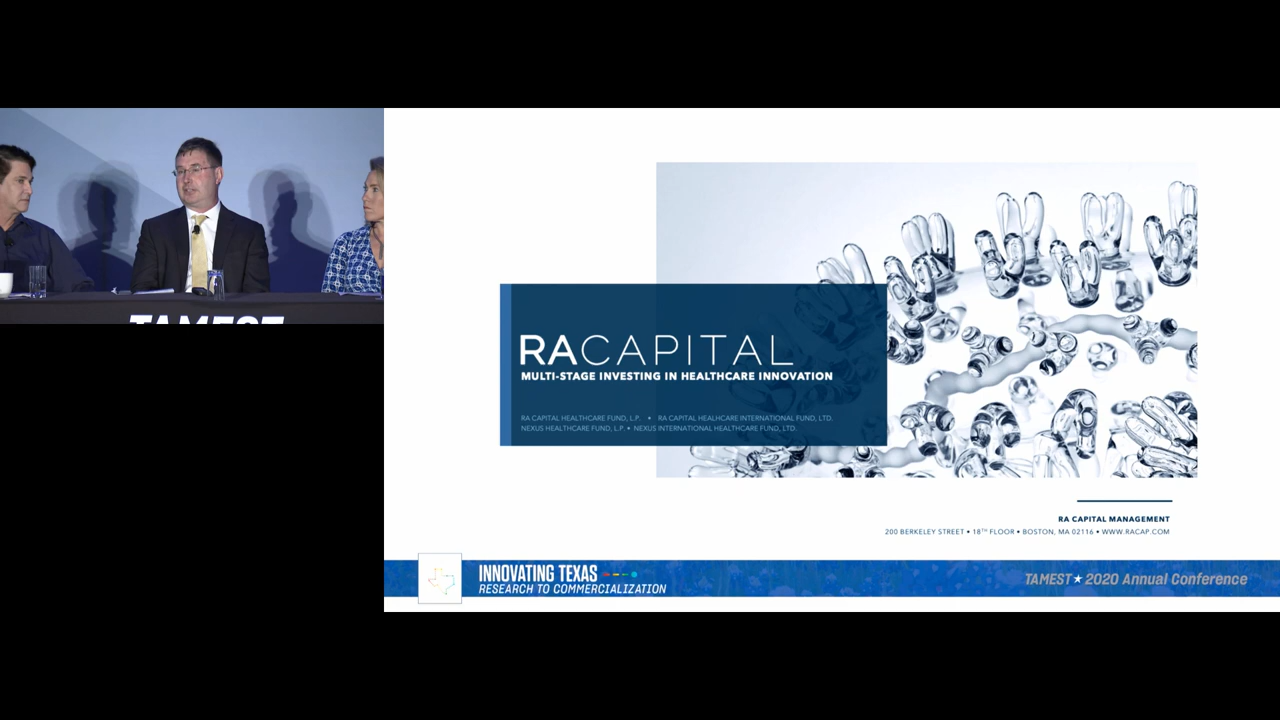 TAMEST
RACAPITAL
MULTI-STAGE INVESTING IN HEALTHCARE INNOVATION
RA CAPITAL HEALTHCARE FUND, L.P. • RA CAPITAL HEALHCARE INTERNATIONAL FUND, LTD.
NEXUS HEALTHCARE FUND, L.P. • NEXUS INTERNATIONAL HEALTHCARE FUND, LTD.
RA CAPITAL MANAGEMENT
200 BERKELEY STREET • 18TH FLOOR • BOSTON, MA 02116 • WWW.RACAP.COM
INNOVATING TEXAS
RESEARCH TO COMMERCIALIZATION
TAMEST ★ 2020 Annual Conference